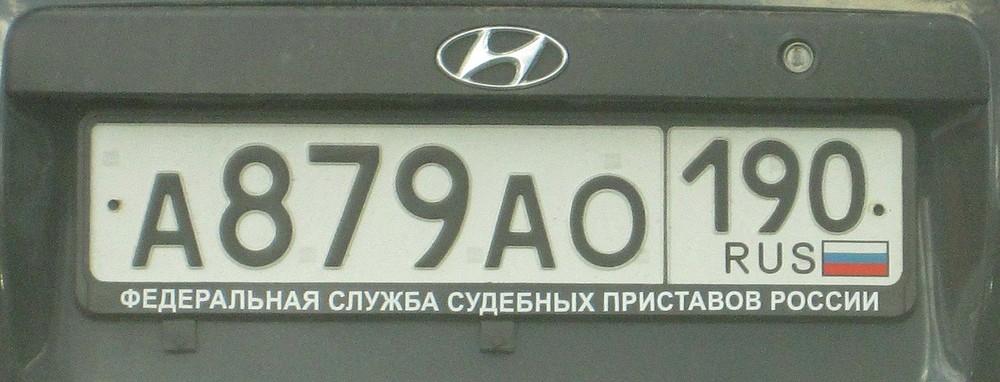 А879АО 190
RUS
ФЕДЕРАЛЬНАЯ СЛУЖБА СУДЕБНЫХ ПРИСТАВОВ РОССИИ